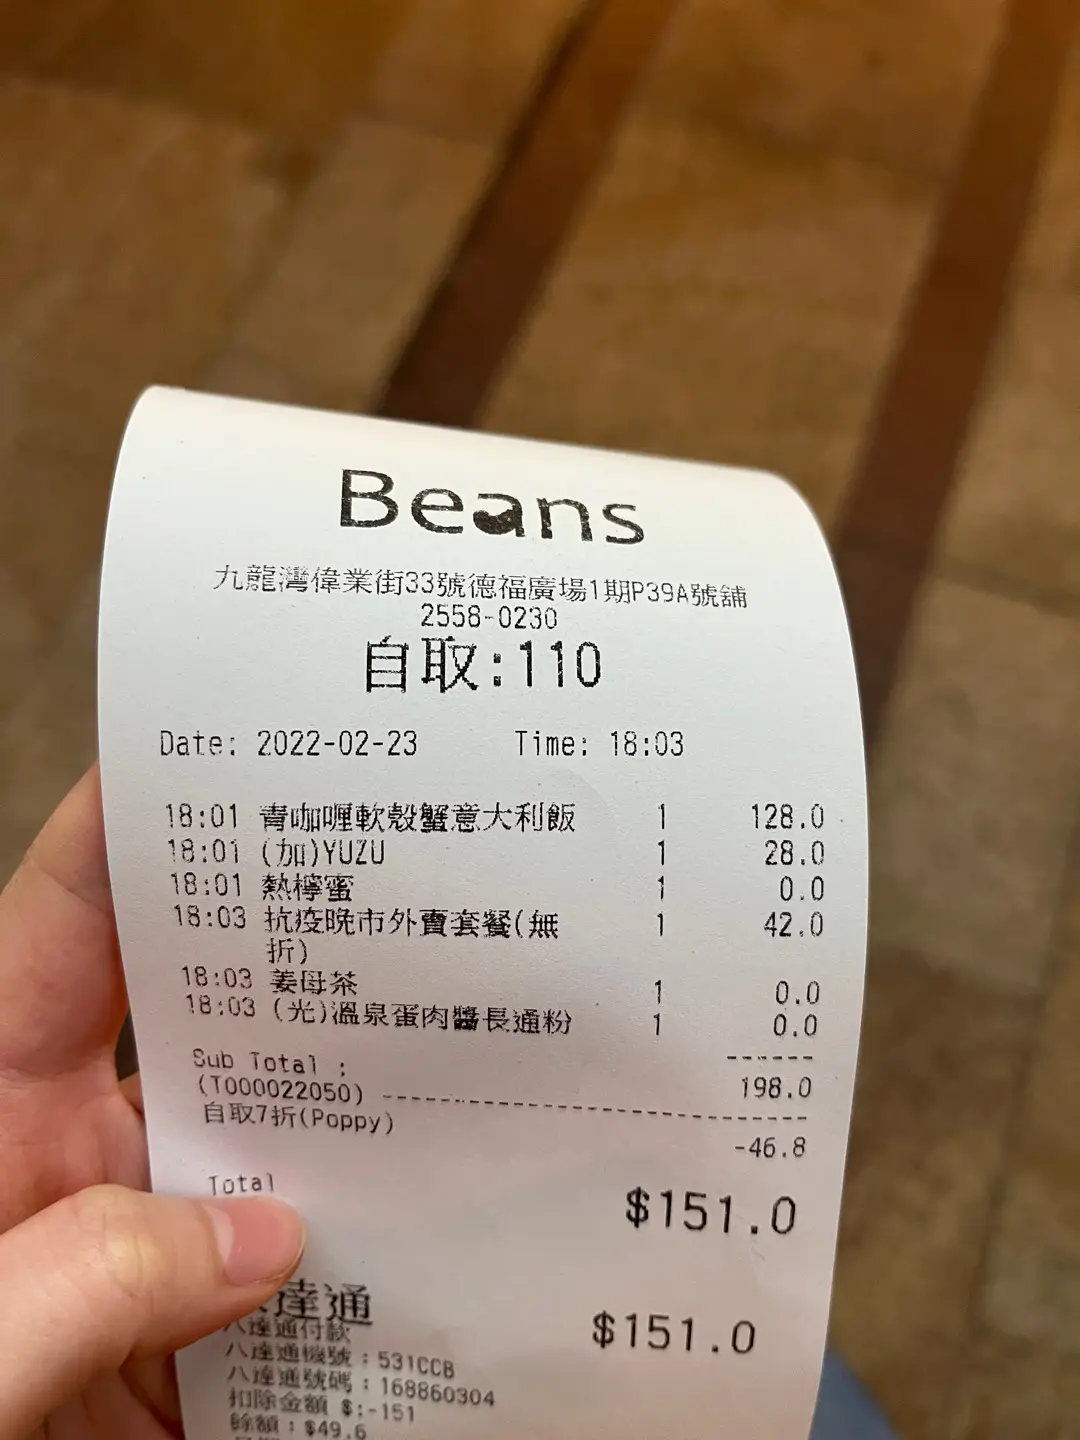 Beans
九龍灣偉業街33號德福廣場1期P39A號舖
2558-0230
自取:110
Date: 2022-02-23 Time: 18:03
18:01 青咖喱軟殼蟹意大利飯 1 128.0
18:01 (加)YUZU 1 28.0
18:01 熱檸蜜 1 0.0
18:03 抗疫晚市外賣套餐(無 1 42.0
折)
18:03 姜母茶 1 0.0
18:03 (光)溫泉蛋肉醬長通粉 1 0.0
Sub Total : 198.0
(T000022050)
自取7折(Poppy) -46.8
Total $151.0
達通 $151.0
八達通付款
八達通機號:531CCB
八達通號碼:168860304
扣除金額 $:-151
餘額:$49.6